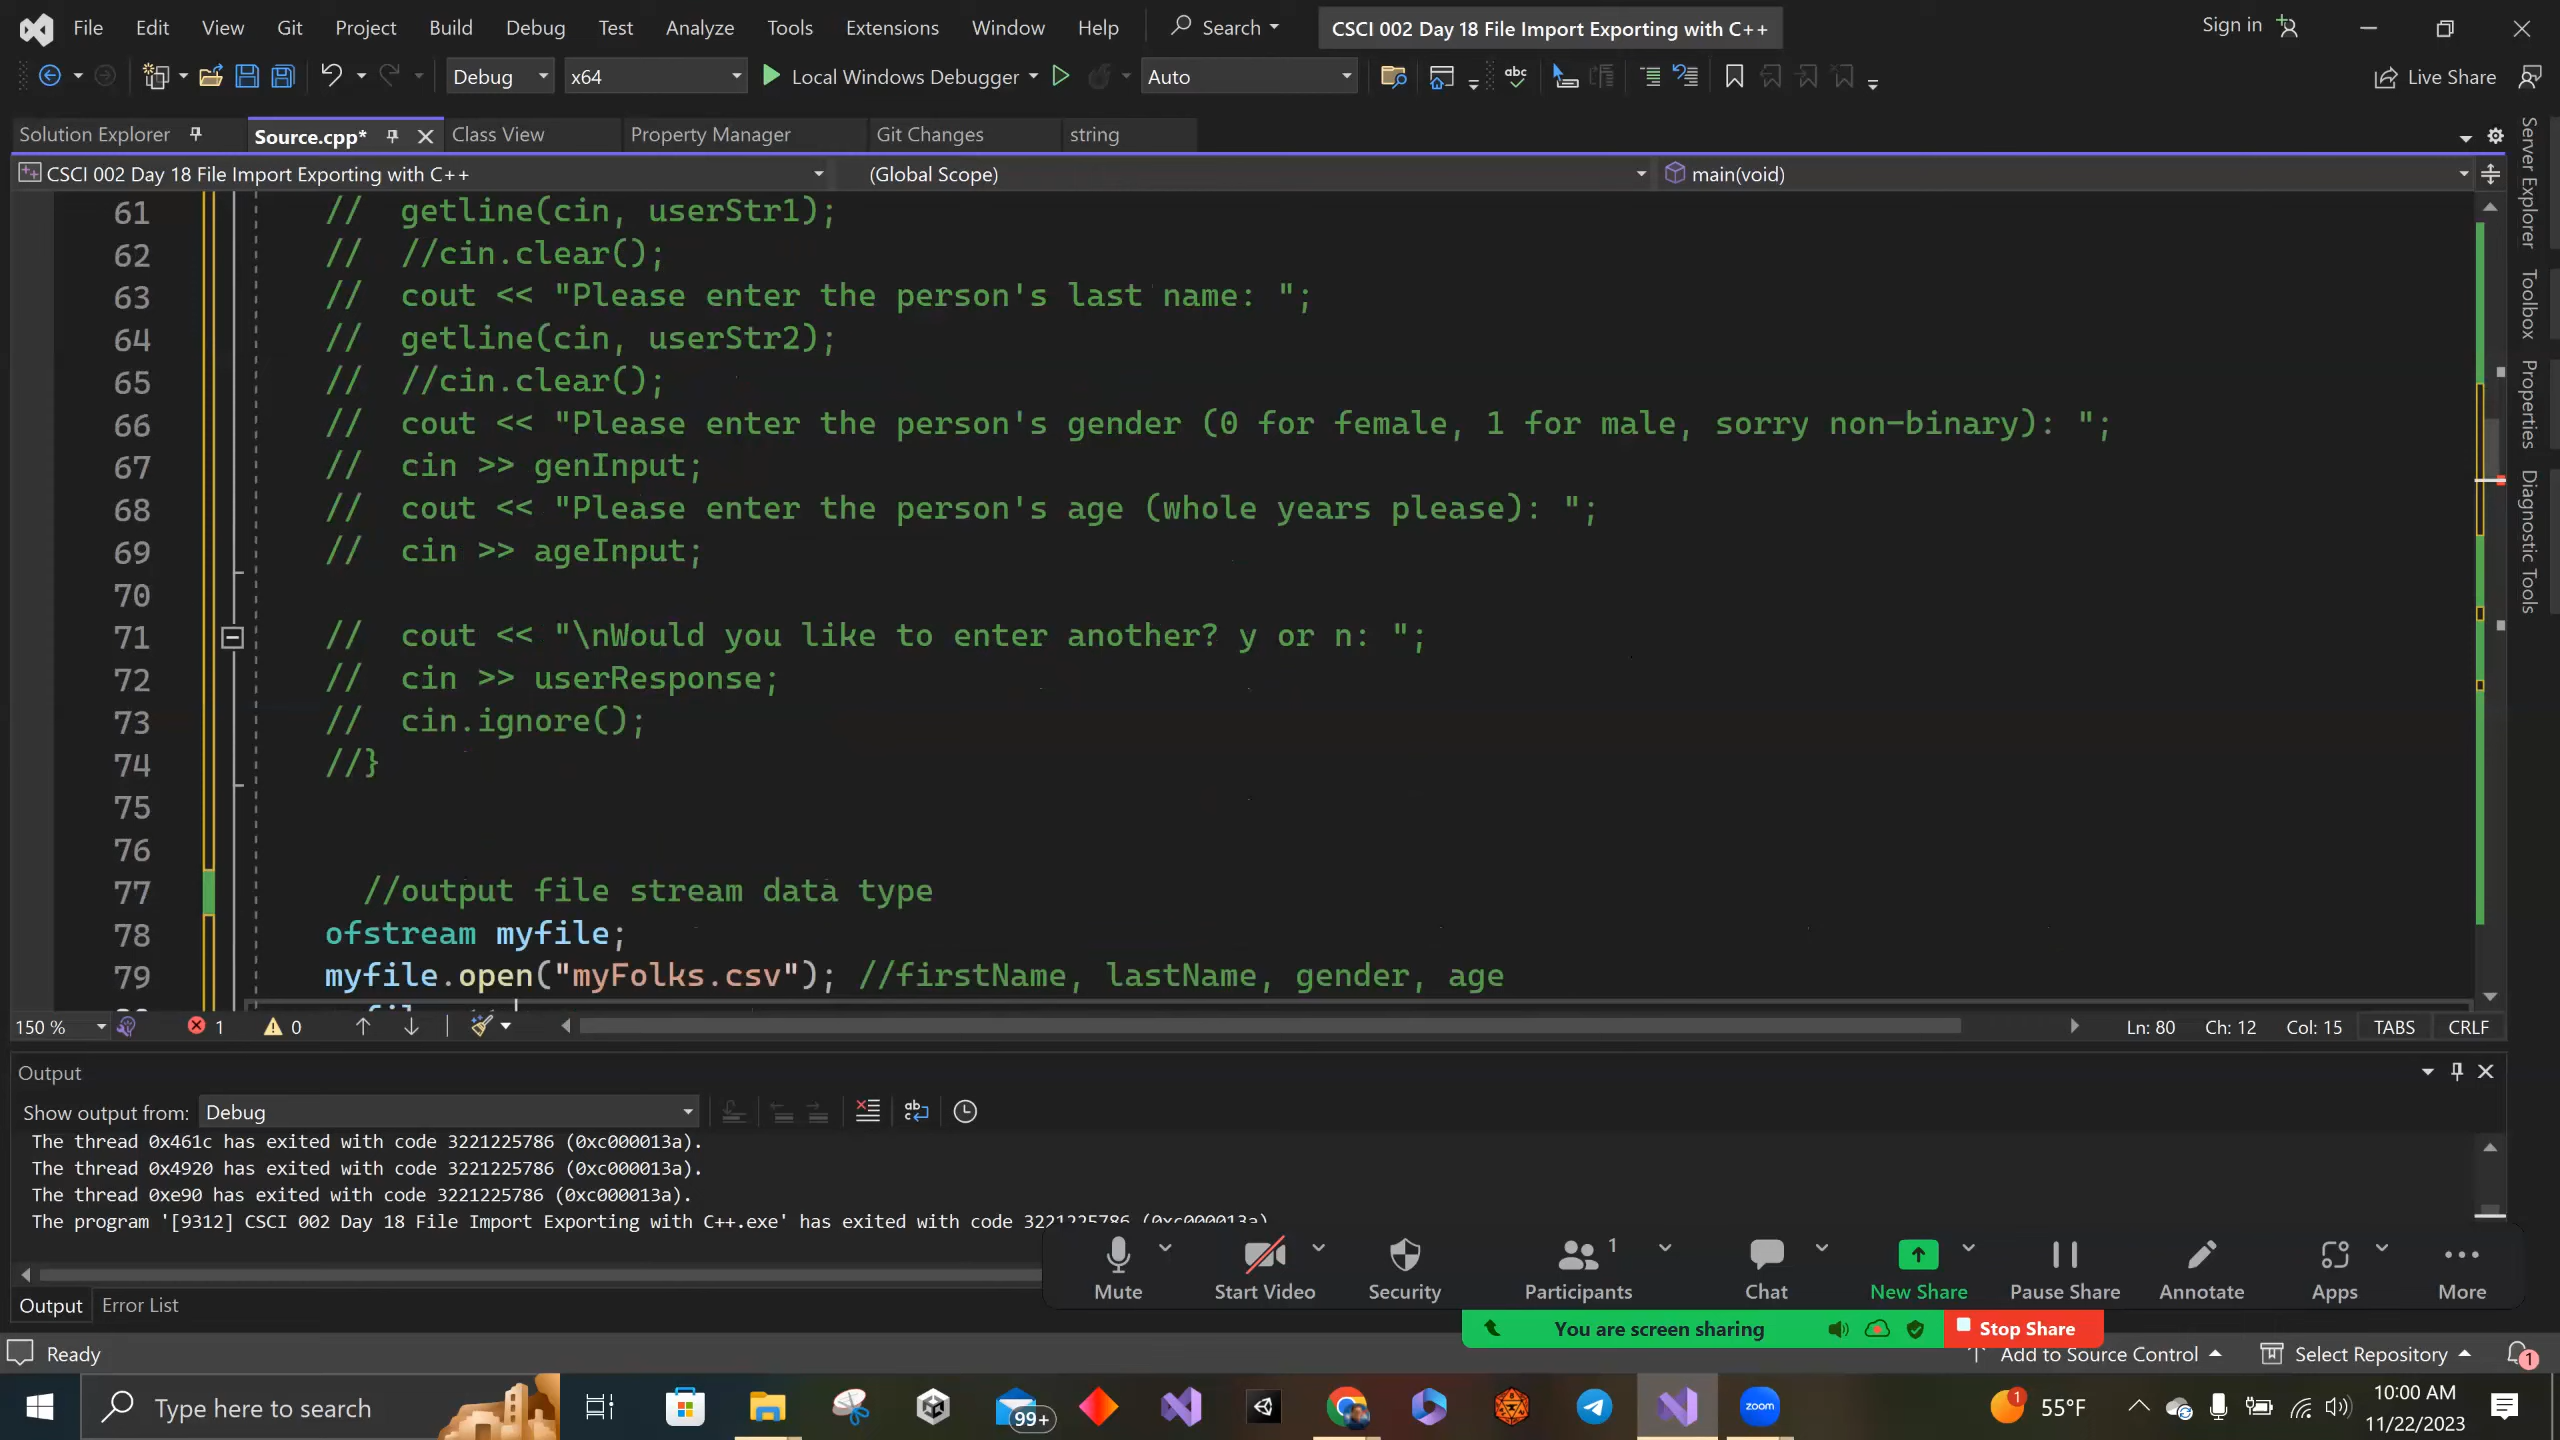 File Edit View Git Project Build Debug Test Analyze Tools Extensions Window Help Search CSCI 002 Day 18 File Import Exporting with C++ Sign in
Debug x64 Local Windows Debugger Auto Live Share
Solution Explorer Source.cpp* Class View Property Manager Git Changes string
CSCI 002 Day 18 File Import Exporting with C++ (Global Scope) main(void)
61 // getline(cin, userStr1);
62 // //cin.clear();
63 // cout << "Please enter the person's last name: ";
64 // getline(cin, userStr2);
65 // //cin.clear();
66 // cout << "Please enter the person's gender (0 for female, 1 for male, sorry non-binary): ";
67 // cin >> genInput;
68 // cout << "Please enter the person's age (whole years please): ";
69 // cin >> ageInput;
70
71 // cout << "\nWould you like to enter another? y or n: ";
72 // cin >> userResponse;
73 // cin.ignore();
74 //}
75
76
77 //output file stream data type
78 ofstream myfile;
79 myfile.open("myFolks.csv"); //firstName, lastName, gender, age
Server Explorer
Toolbox
Properties
Diagnostic Tools
150 % 1 0 Ln: 80 Ch: 12 Col: 15 TABS CRLF
Output
Show output from: Debug
The thread 0x461c has exited with code 3221225786 (0xc000013a).
The thread 0x4920 has exited with code 3221225786 (0xc000013a).
The thread 0xe90 has exited with code 3221225786 (0xc000013a).
The program '[9312] CSCI 002 Day 18 File Import Exporting with C++.exe' has exited with code 3221225786 (0xc000013a)
Mute Start Video Security Participants 1 Chat New Share Pause Share Annotate Apps More
Output Error List
You are screen sharing Stop Share
Ready Add to Source Control Select Repository 1
Type here to search 99+ zoom 1 55°F 10:00 AM
11/22/2023